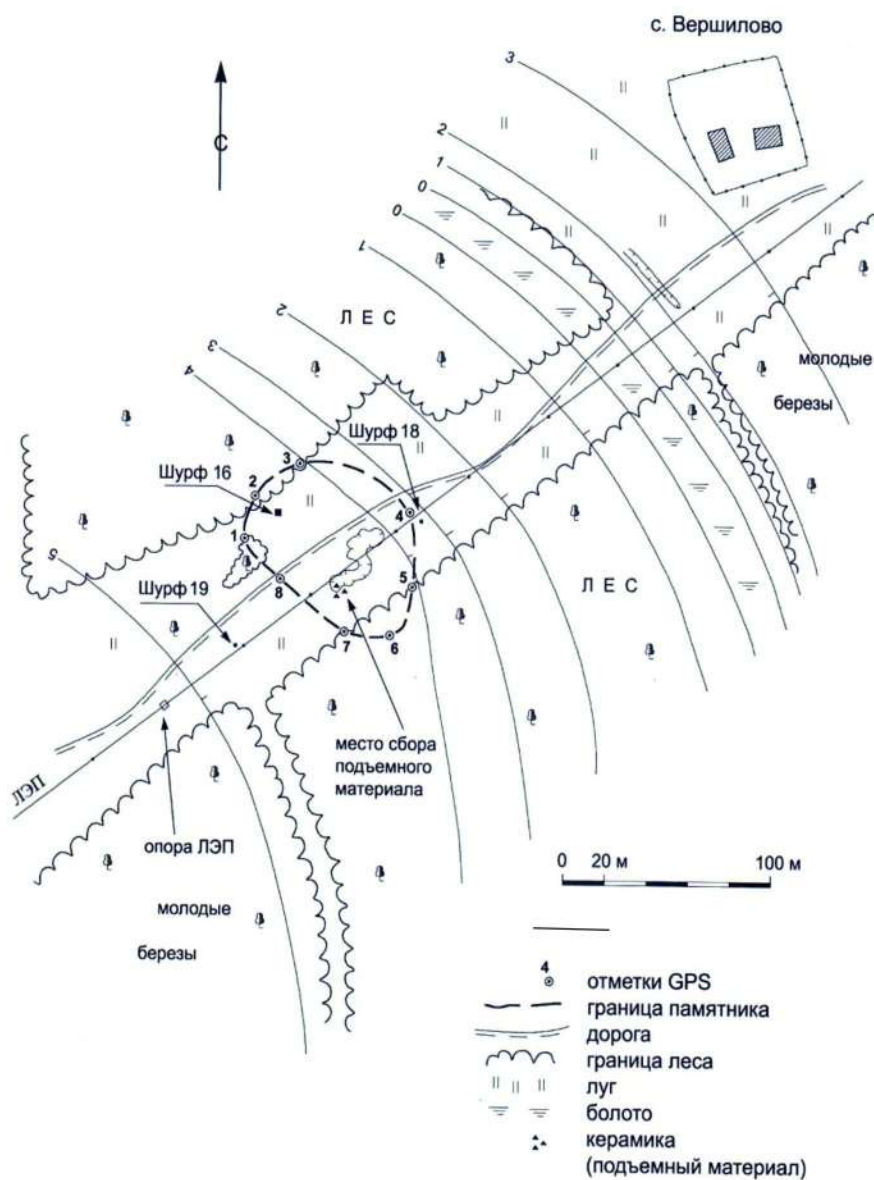 с. Вершилово
С
3
2
1
0
0
1
2
3
4
5
ЛЕС
молодые
березы
Шурф 18
3
Шурф 16
2
4
1
5
8
Шурф 19
7
6
ЛЕС
место сбора
подъемного
материала
ЛЭП
опора ЛЭП
молодые
березы
0 20 м 100 м
4
отметки GPS
граница памятника
дорога
граница леса
луг
болото
керамика
(подъемный материал)